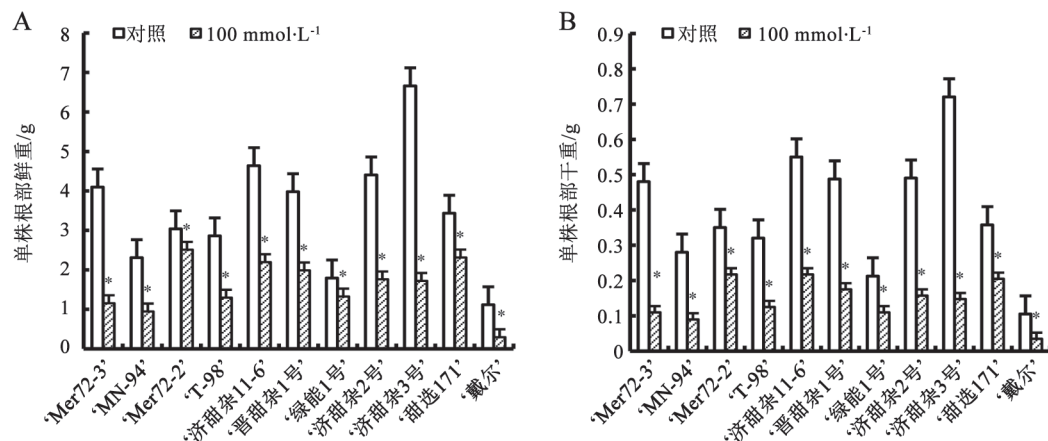 A
对照 100 mmol·L⁻¹
单株根部鲜重/g
8
7
6
5
4
3
2
1
0
* * * * * * * * * * *
‘Mer72-3’
‘MN-94’
‘Mer72-2’
‘T-98’
‘济甜杂11-6’
‘晋甜杂1号’
‘绿能1号’
‘济甜杂2号’
‘济甜杂3号’
‘甜选171’
‘戴尔’
B
对照 100 mmol·L⁻¹
单株根部干重/g
0.9
0.8
0.7
0.6
0.5
0.4
0.3
0.2
0.1
0
* * * * * * * * * * *
‘Mer72-3’
‘MN-94’
‘Mer72-2’
‘T-98’
‘济甜杂11-6’
‘晋甜杂1号’
‘绿能1号’
‘济甜杂2号’
‘济甜杂3号’
‘甜选171’
‘戴尔’